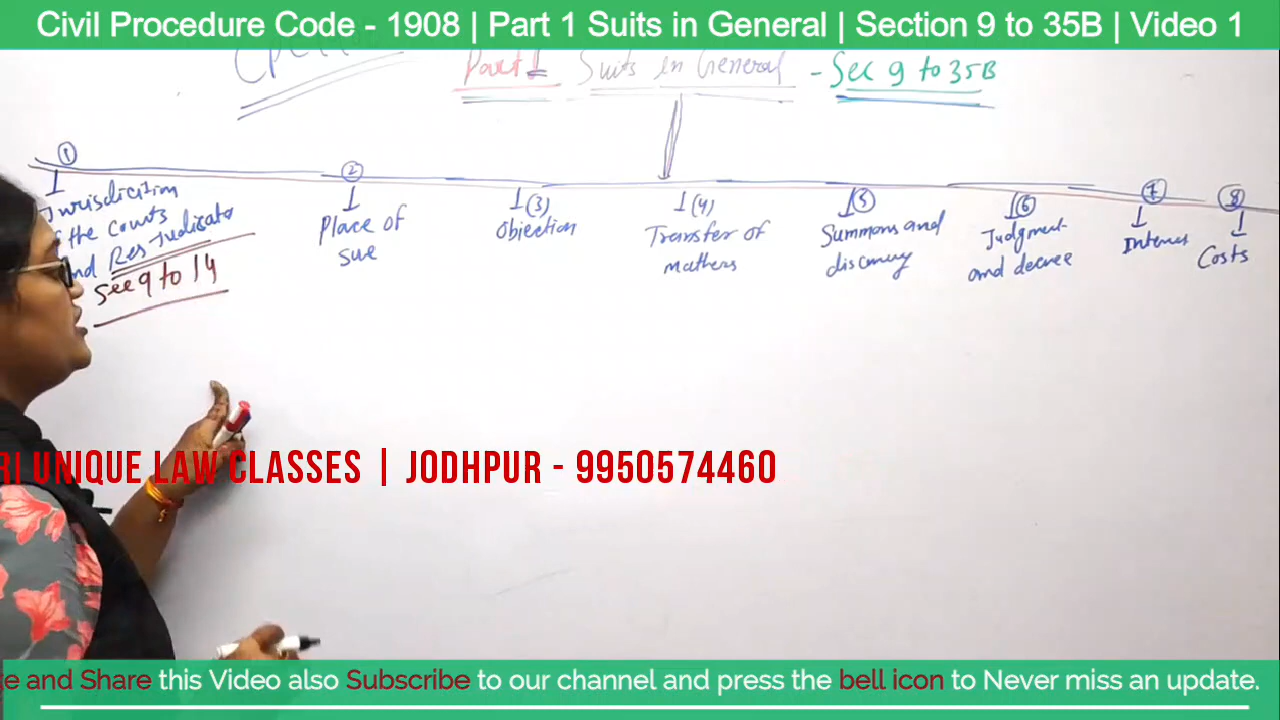 Civil Procedure Code - 1908 | Part 1 Suits in General | Section 9 to 35B | Video 1
Part I Suits in General - Sec 9 to 35B
①
Jurisdiction
the courts
Res Judicata
See 9 to 14
②
Place of
sue
(3)
Objection
(4)
Transfer of
mathers
⑤
Summons and
discovery
⑥
Judgment
and decree
⑦
Interest
⑧
Costs
UNIQUE LAW CLASSES | JODHPUR - 9950574460
and Share this Video also Subscribe to our channel and press the bell icon to Never miss an update.